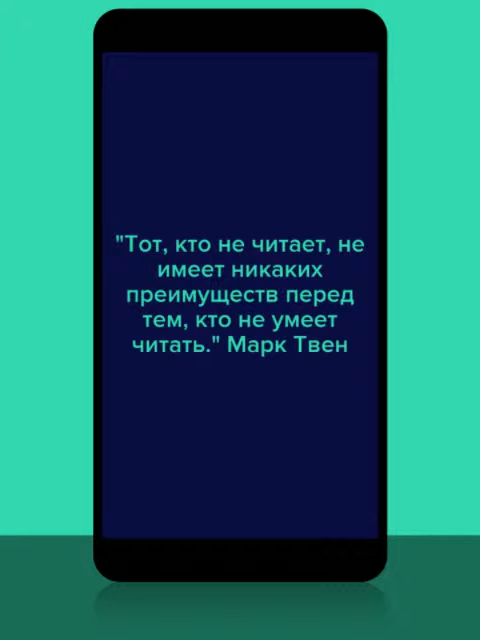 "Тот, кто не читает, не
имеет никаких
преимуществ перед
тем, кто не умеет
читать." Марк Твен